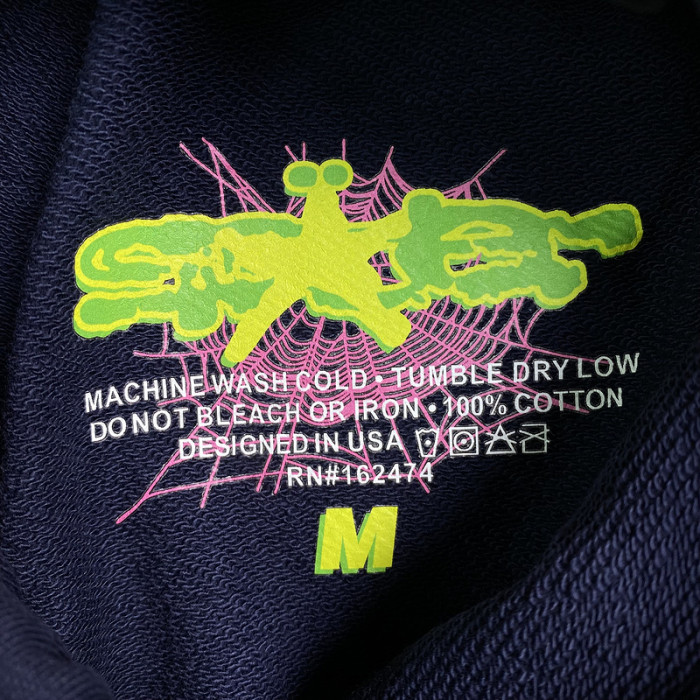 MACHINE WASH COLD • TUMBLE DRY LOW
DO NOT BLEACH OR IRON • 100% COTTON
DESIGNED IN USA
RN#162474
M